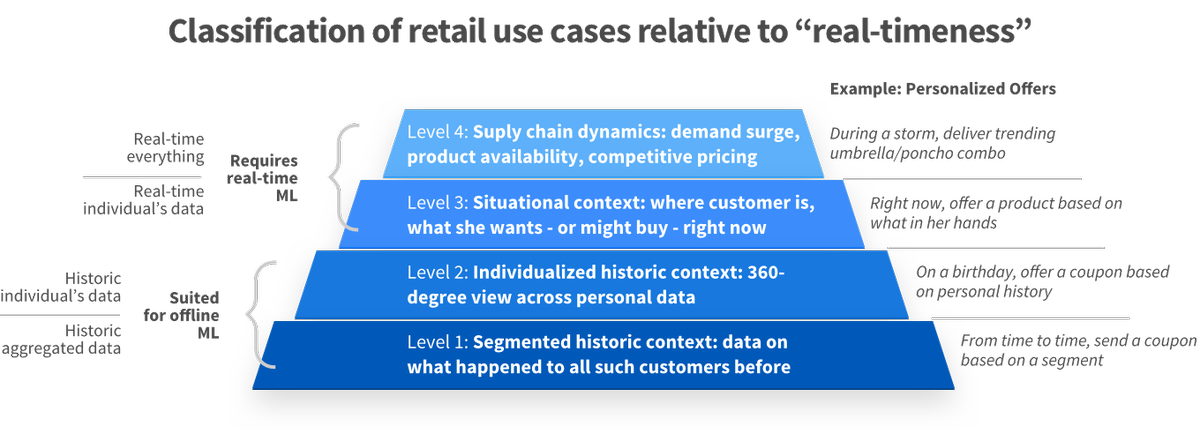 Classification of retail use cases relative to “real-timeness”
Example: Personalized Offers
Real-time
everything
Real-time
individual’s data
Requires
real-time
ML
Level 4: Suply chain dynamics: demand surge,
product availability, competitive pricing
During a storm, deliver trending
umbrella/poncho combo
Level 3: Situational context: where customer is,
what she wants - or might buy - right now
Right now, offer a product based on
what in her hands
Historic
individual’s data
Historic
aggregated data
Suited
for offline
ML
Level 2: Individualized historic context: 360-
degree view across personal data
On a birthday, offer a coupon based
on personal history
Level 1: Segmented historic context: data on
what happened to all such customers before
From time to time, send a coupon
based on a segment